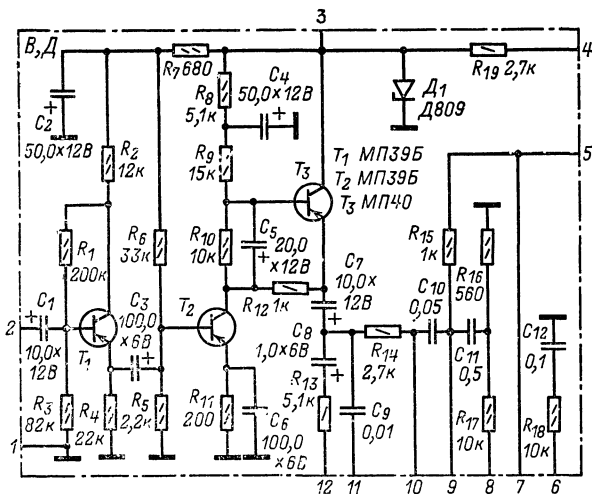 3
В,Д
R7 680
4
R19 2,7к
C2
50,0×12В
R8
5,1к
C4
50,0×12В
Д1
Д809
R2
12к
R9
15к
T3
T1 МП39Б
T2 МП39Б
T3 МП40
5
R1
200к
R6
33к
R10
10к
C5
20,0
×12В
C7
10,0×
12В
R15
1к
R16
560
C1
2
10,0×
12В
T1
C3
100,0
×6В
T2
R12 1к
C8
1,0×6В
R14
2,7к
C10
0,05
C11
0,5
C12
0,1
R3
82к
R4
22к
R5
2,2к
R11
200
C6
100,0
×6В
R13
5,1к
C9
0,01
R17
10к
R18
10к
1
12 11 10 9 8 7 6